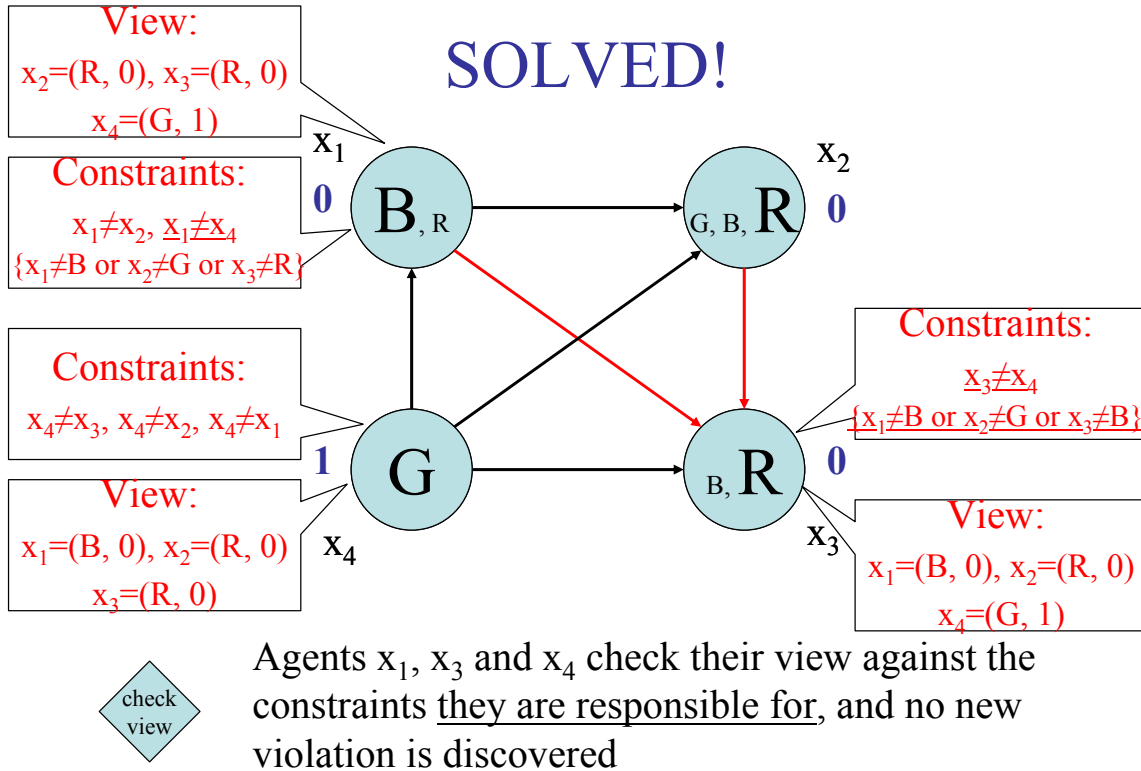 View:
x₂=(R, 0), x₃=(R, 0)
x₄=(G, 1)
SOLVED!
x₁
Constraints:
x₁≠x₂, x₁≠x₄
{x₁≠B or x₂≠G or x₃≠R}
0
B, R
x₂
G, B, R
0
Constraints:
x₄≠x₃, x₄≠x₂, x₄≠x₁
1
G
x₄
View:
x₁=(B, 0), x₂=(R, 0)
x₃=(R, 0)
Constraints:
x₃≠x₄
{x₁≠B or x₂≠G or x₃≠B}
B, R
0
x₃
View:
x₁=(B, 0), x₂=(R, 0)
x₄=(G, 1)
check
view
Agents x₁, x₃ and x₄ check their view against the
constraints they are responsible for, and no new
violation is discovered